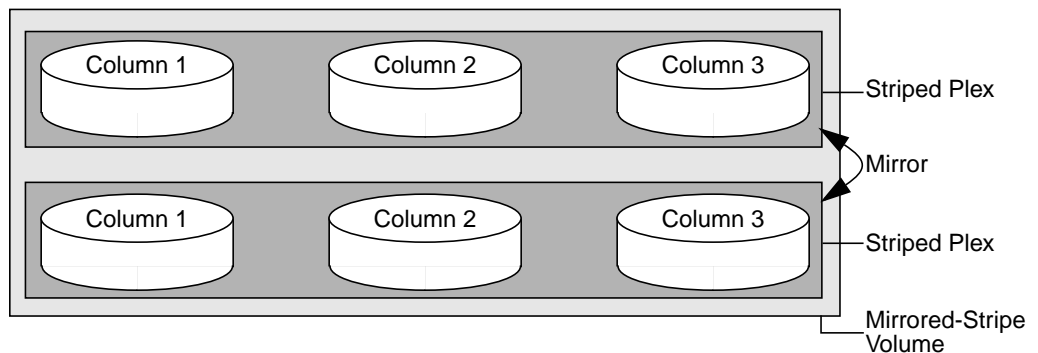 Column 1
Column 2
Column 3
Striped Plex
Mirror
Column 1
Column 2
Column 3
Striped Plex
Mirrored-Stripe
Volume